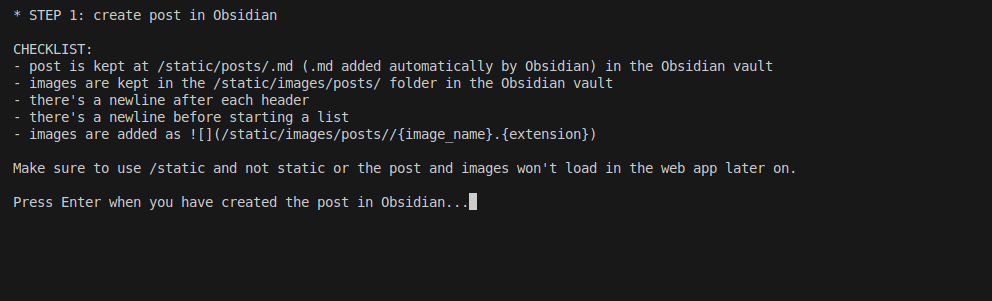 * STEP 1: create post in Obsidian
CHECKLIST:
- post is kept at /static/posts/.md (.md added automatically by Obsidian) in the Obsidian vault
- images are kept in the /static/images/posts/ folder in the Obsidian vault
- there's a newline after each header
- there's a newline before starting a list
- images are added as ![](/static/images/posts//{image_name}.{extension})
Make sure to use /static and not static or the post and images won't load in the web app later on.
Press Enter when you have created the post in Obsidian...